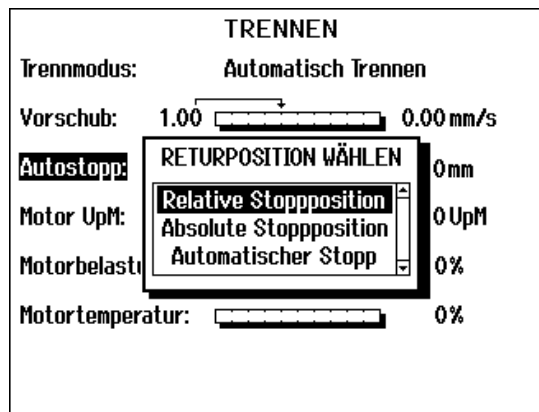 TRENNEN
Trennmodus: Automatisch Trennen
Vorschub: 1.00 0.00 mm/s
Autostopp: 0 mm
RETURPOSITION WÄHLEN
Relative Stoppposition
Absolute Stoppposition
Automatischer Stopp
Motor UpM: 0 UpM
Motorbelastu 0%
Motortemperatur: 0%